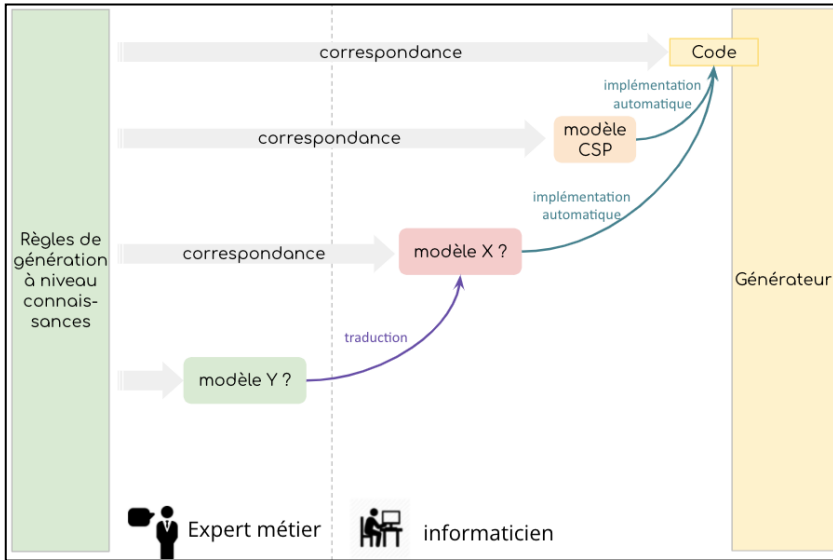 correspondance
Code
implémentation
automatique
correspondance
modèle
CSP
implémentation
automatique
Règles de
génération
à niveau
connais-
sances
correspondance
modèle X ?
Générateur
traduction
modèle Y ?
Expert métier
informaticien